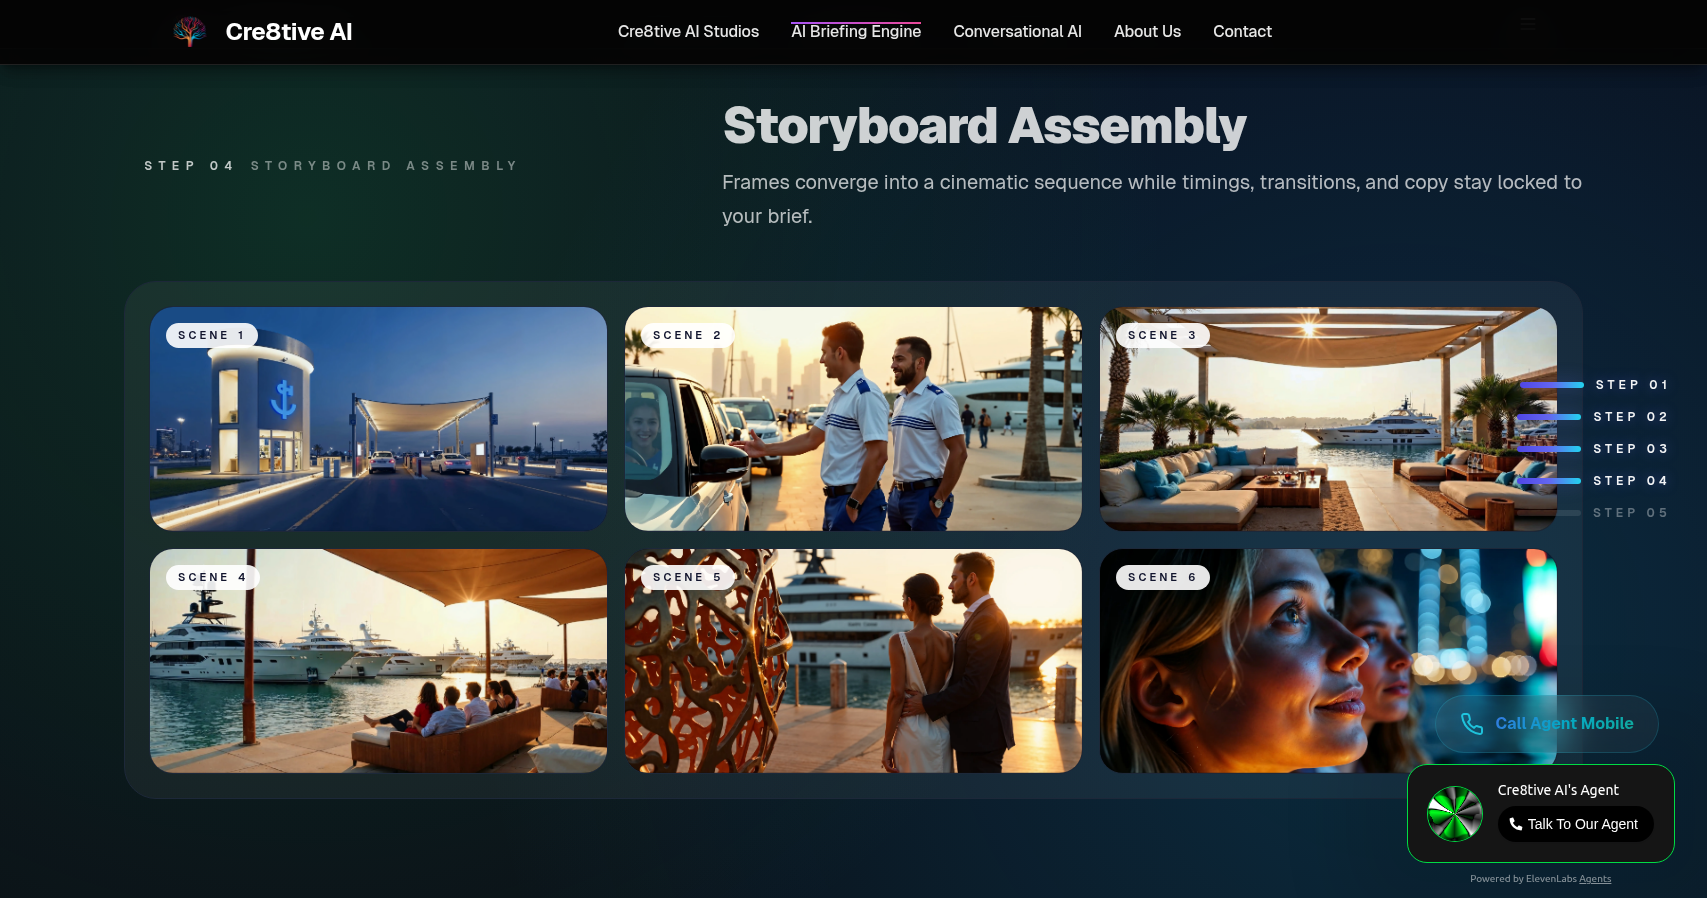 Cre8tive AI
Cre8tive AI Studios
AI Briefing Engine
Conversational AI
About Us
Contact
STEP 04 STORYBOARD ASSEMBLY
Storyboard Assembly
Frames converge into a cinematic sequence while timings, transitions, and copy stay locked to
your brief.
SCENE 1
SCENE 2
SCENE 3
STEP 01
STEP 02
STEP 03
STEP 04
STEP 05
SCENE 4
SCENE 5
SCENE 6
Call Agent Mobile
Cre8tive AI's Agent
Talk To Our Agent
Powered by ElevenLabs Agents